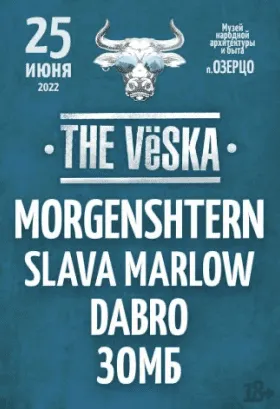 25
ИЮНЯ
2022
Музей
народной
архитектуры
и быта
п.ОЗЕРЦО
· THE VёSKA ·
MORGENSHTERN
SLAVA MARLOW
DABRO
ЗОМБ
18+